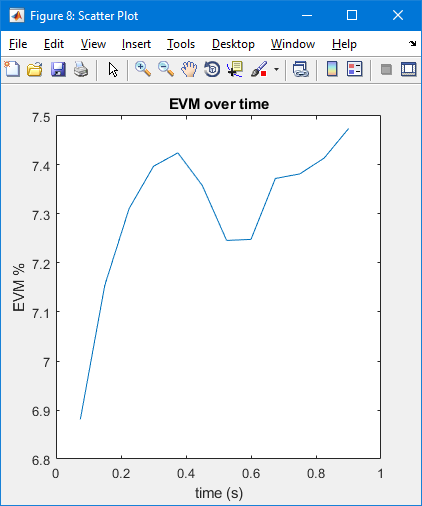 Figure 8: Scatter Plot
File Edit View Insert Tools Desktop Window Help
EVM over time
7.5
7.4
7.3
7.2
7.1
7
6.9
6.8
EVM %
0 0.2 0.4 0.6 0.8 1
time (s)